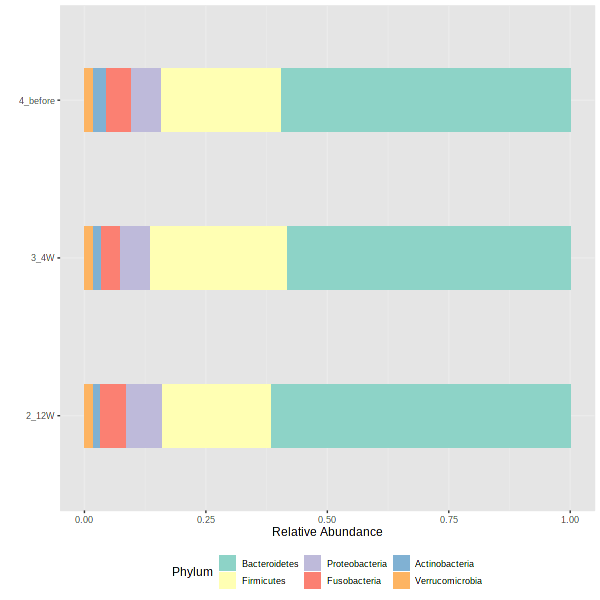 4_before
3_4W
2_12W
0.00 0.25 0.50 0.75 1.00
Relative Abundance
Phylum
Bacteroidetes Proteobacteria Actinobacteria
Firmicutes Fusobacteria Verrucomicrobia